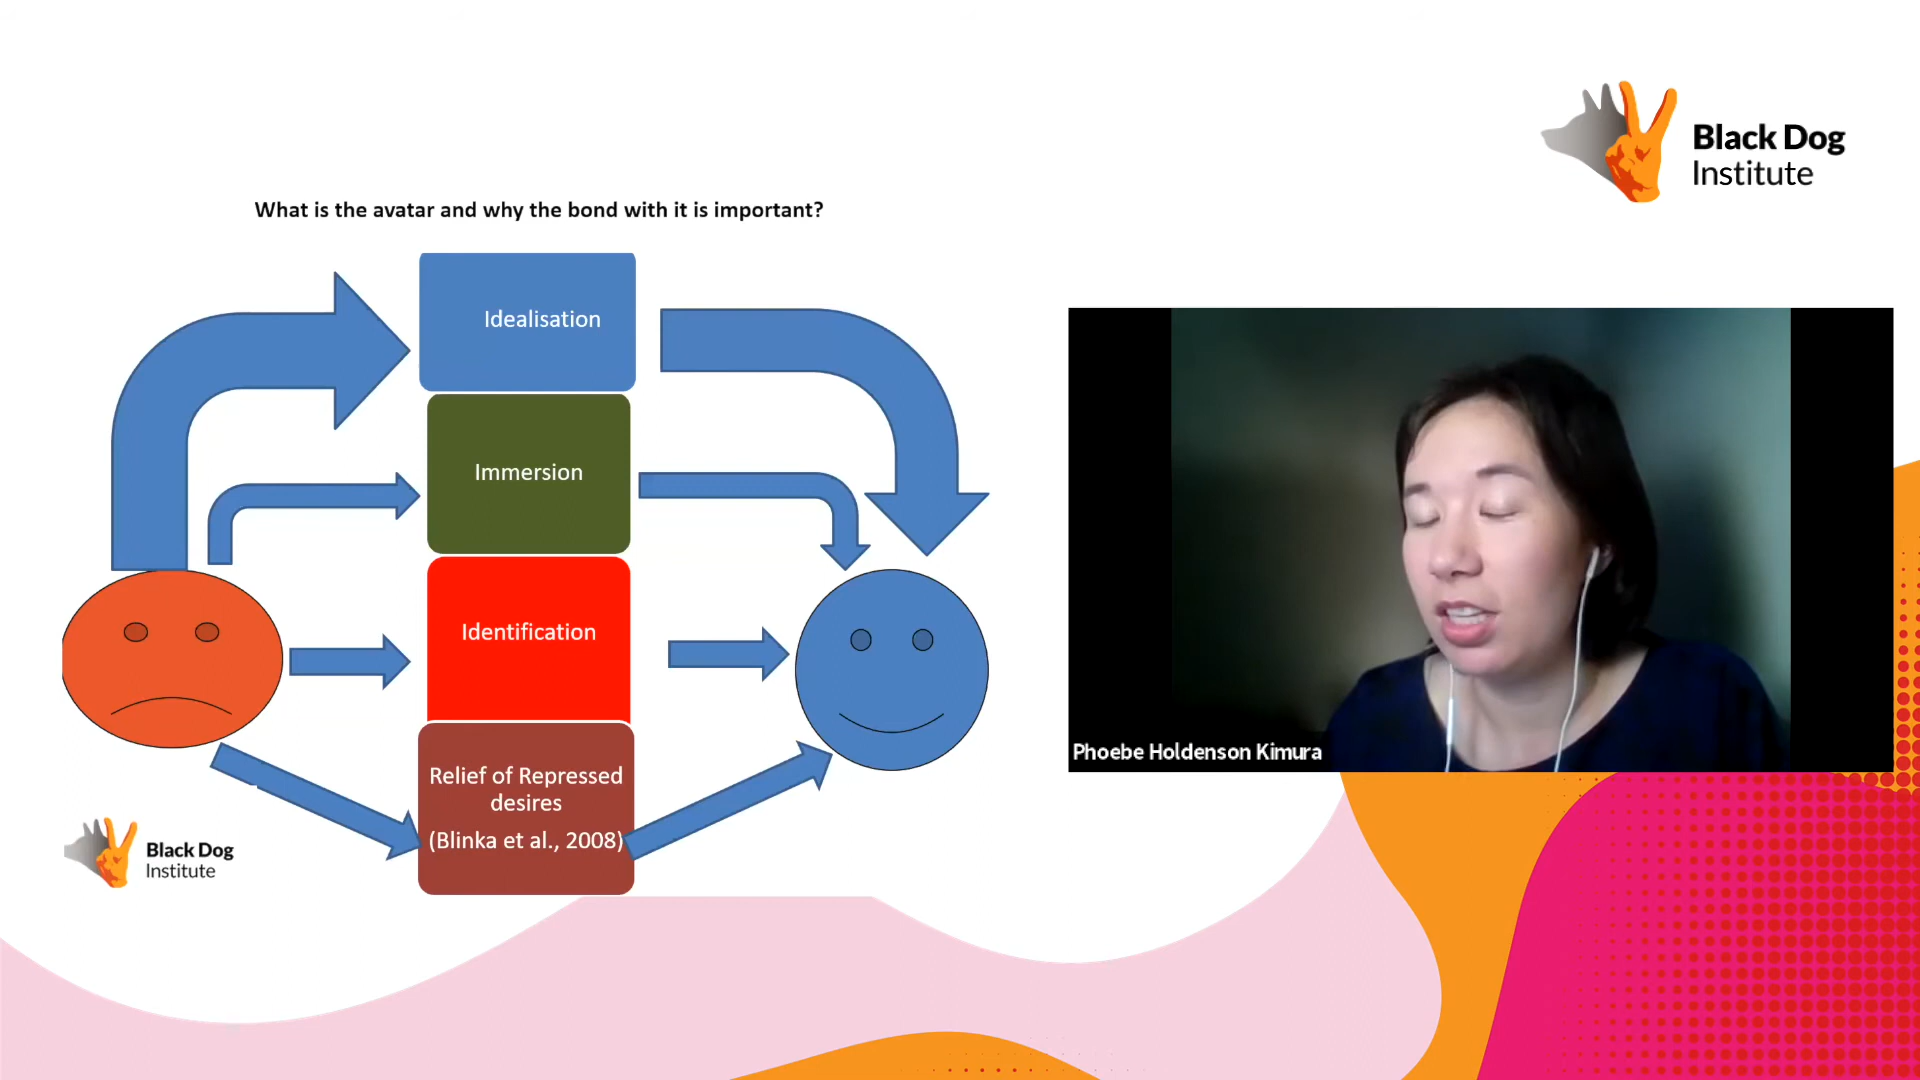 Black Dog
Institute
What is the avatar and why the bond with it is important?
Idealisation
Immersion
Identification
Relief of Repressed
desires
(Blinka et al., 2008)
Black Dog
Institute
Phoebe Holdenson Kimura